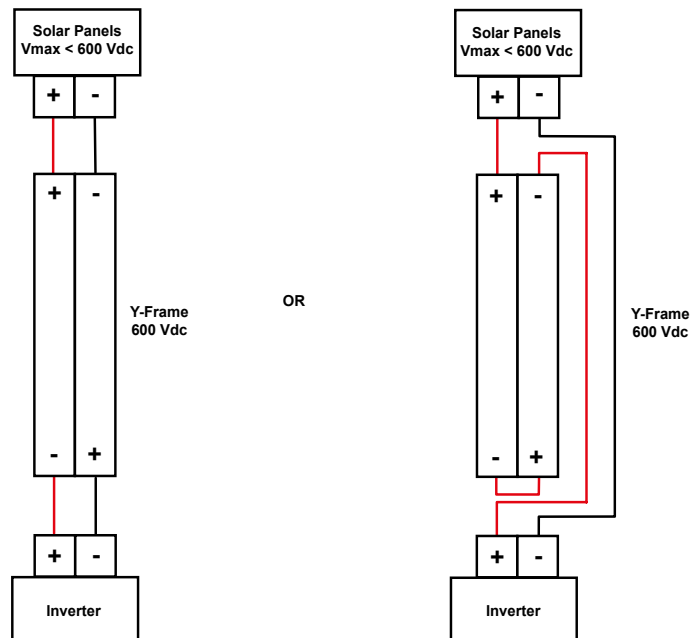 Solar Panels
Vmax < 600 Vdc
+ -
+ -
Y-Frame
600 Vdc
- +
+ -
Inverter
OR
Solar Panels
Vmax < 600 Vdc
+ -
+ -
Y-Frame
600 Vdc
- +
+ -
Inverter